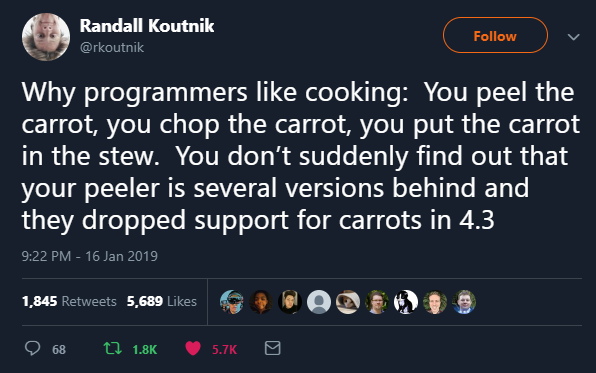 Randall Koutnik
@rkoutnik
Follow
Why programmers like cooking: You peel the
carrot, you chop the carrot, you put the carrot
in the stew. You don’t suddenly find out that
your peeler is several versions behind and
they dropped support for carrots in 4.3
9:22 PM - 16 Jan 2019
1,845 Retweets 5,689 Likes
68 1.8K 5.7K